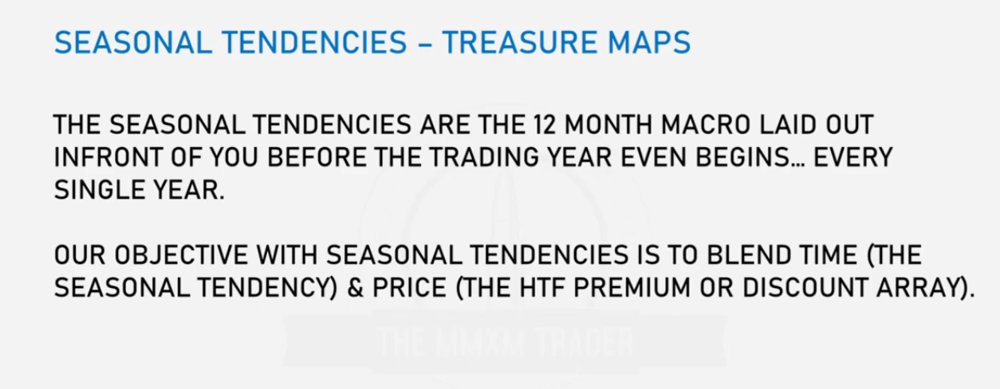 SEASONAL TENDENCIES – TREASURE MAPS
THE SEASONAL TENDENCIES ARE THE 12 MONTH MACRO LAID OUT
INFRONT OF YOU BEFORE THE TRADING YEAR EVEN BEGINS... EVERY
SINGLE YEAR.
OUR OBJECTIVE WITH SEASONAL TENDENCIES IS TO BLEND TIME (THE
SEASONAL TENDENCY) & PRICE (THE HTF PREMIUM OR DISCOUNT ARRAY).
THE MMXM TRADER